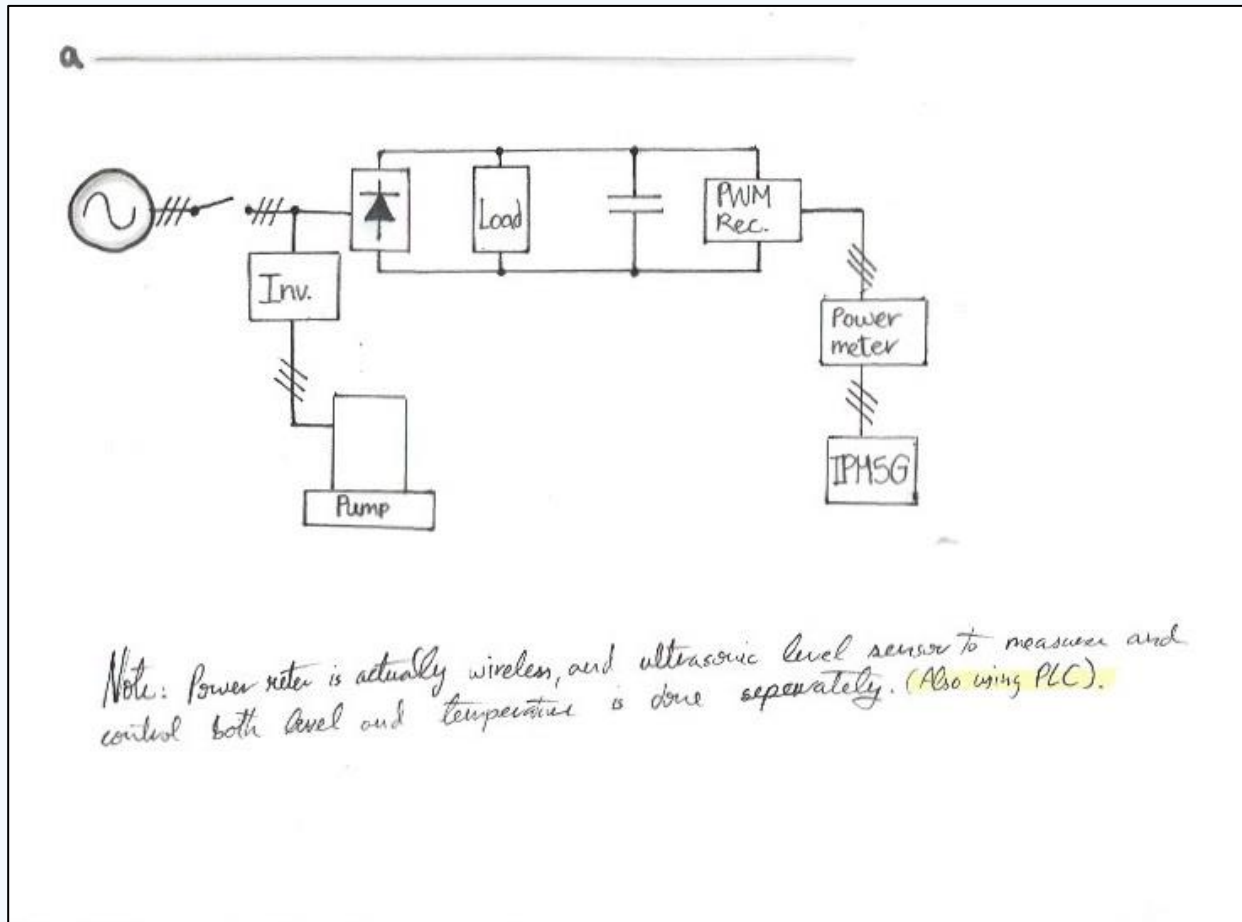 a
Load
PWM
Rec.
Inv.
Power
meter
IPMSG
Pump
Note: Power meter is actually wireless, and ultrasonic level sensor to measure and
control both level and temperature is done seperately. (Also using PLC).